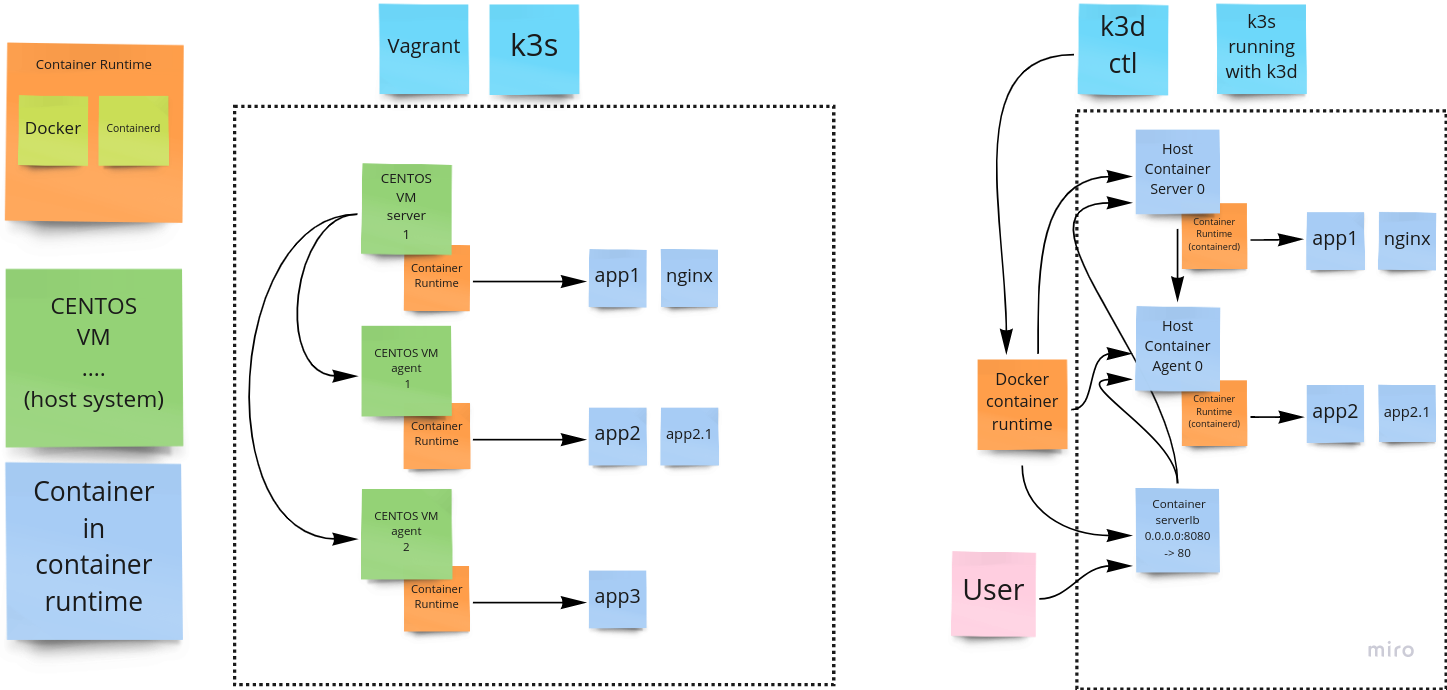 Container Runtime
Docker
Containerd
CENTOS
VM
....
(host system)
Container
in
container
runtime
Vagrant
k3s
CENTOS
VM
server
1
Container
Runtime
app1
nginx
CENTOS VM
agent
1
Container
Runtime
app2
app2.1
CENTOS VM
agent
2
Container
Runtime
app3
k3d
ctl
k3s
running
with k3d
Host
Container
Server 0
Container
Runtime
(containerd)
app1
nginx
Host
Container
Agent 0
Container
Runtime
(containerd)
app2
app2.1
Docker
container
runtime
Container
serverlb
0.0.0.0:8080
-> 80
User
miro